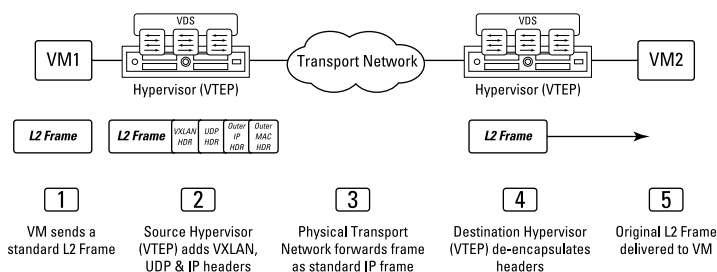 VDS
VDS
VM1
Transport Network
VM2
Hypervisor (VTEP)
Hypervisor (VTEP)
L2 Frame
L2 Frame
VXLAN
HDR
UDP
HDR
Outer
IP
HDR
Outer
MAC
HDR
L2 Frame
1
2
3
4
5
VM sends a
standard L2 Frame
Source Hypervisor
(VTEP) adds VXLAN,
UDP & IP headers
Physical Transport
Network forwards frame
as standard IP frame
Destination Hypervisor
(VTEP) de-encapsulates
headers
Original L2 Frame
delivered to VM